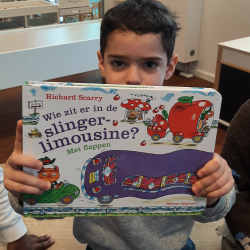 Richard Scarry
Wie zit er in de
slinger-
limousine?
Met flappen